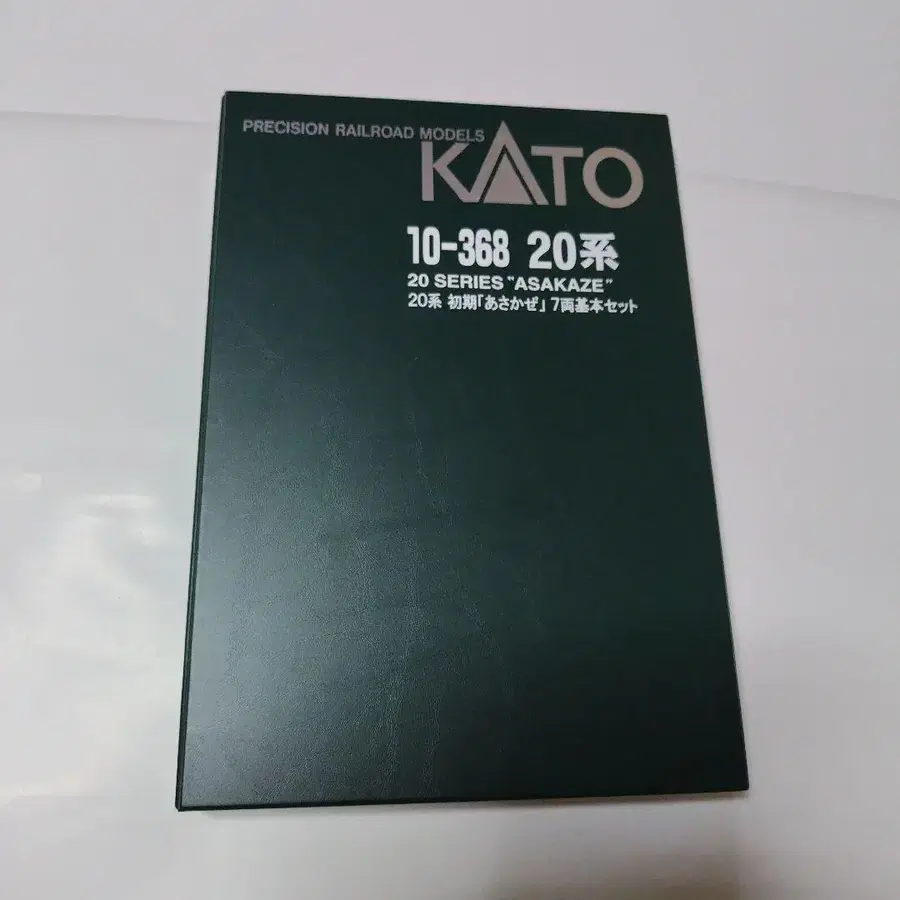 PRECISION RAILROAD MODELS
KATO
10-368 20系
20 SERIES "ASAKAZE"
20系 初期「あさかぜ」7両基本セット